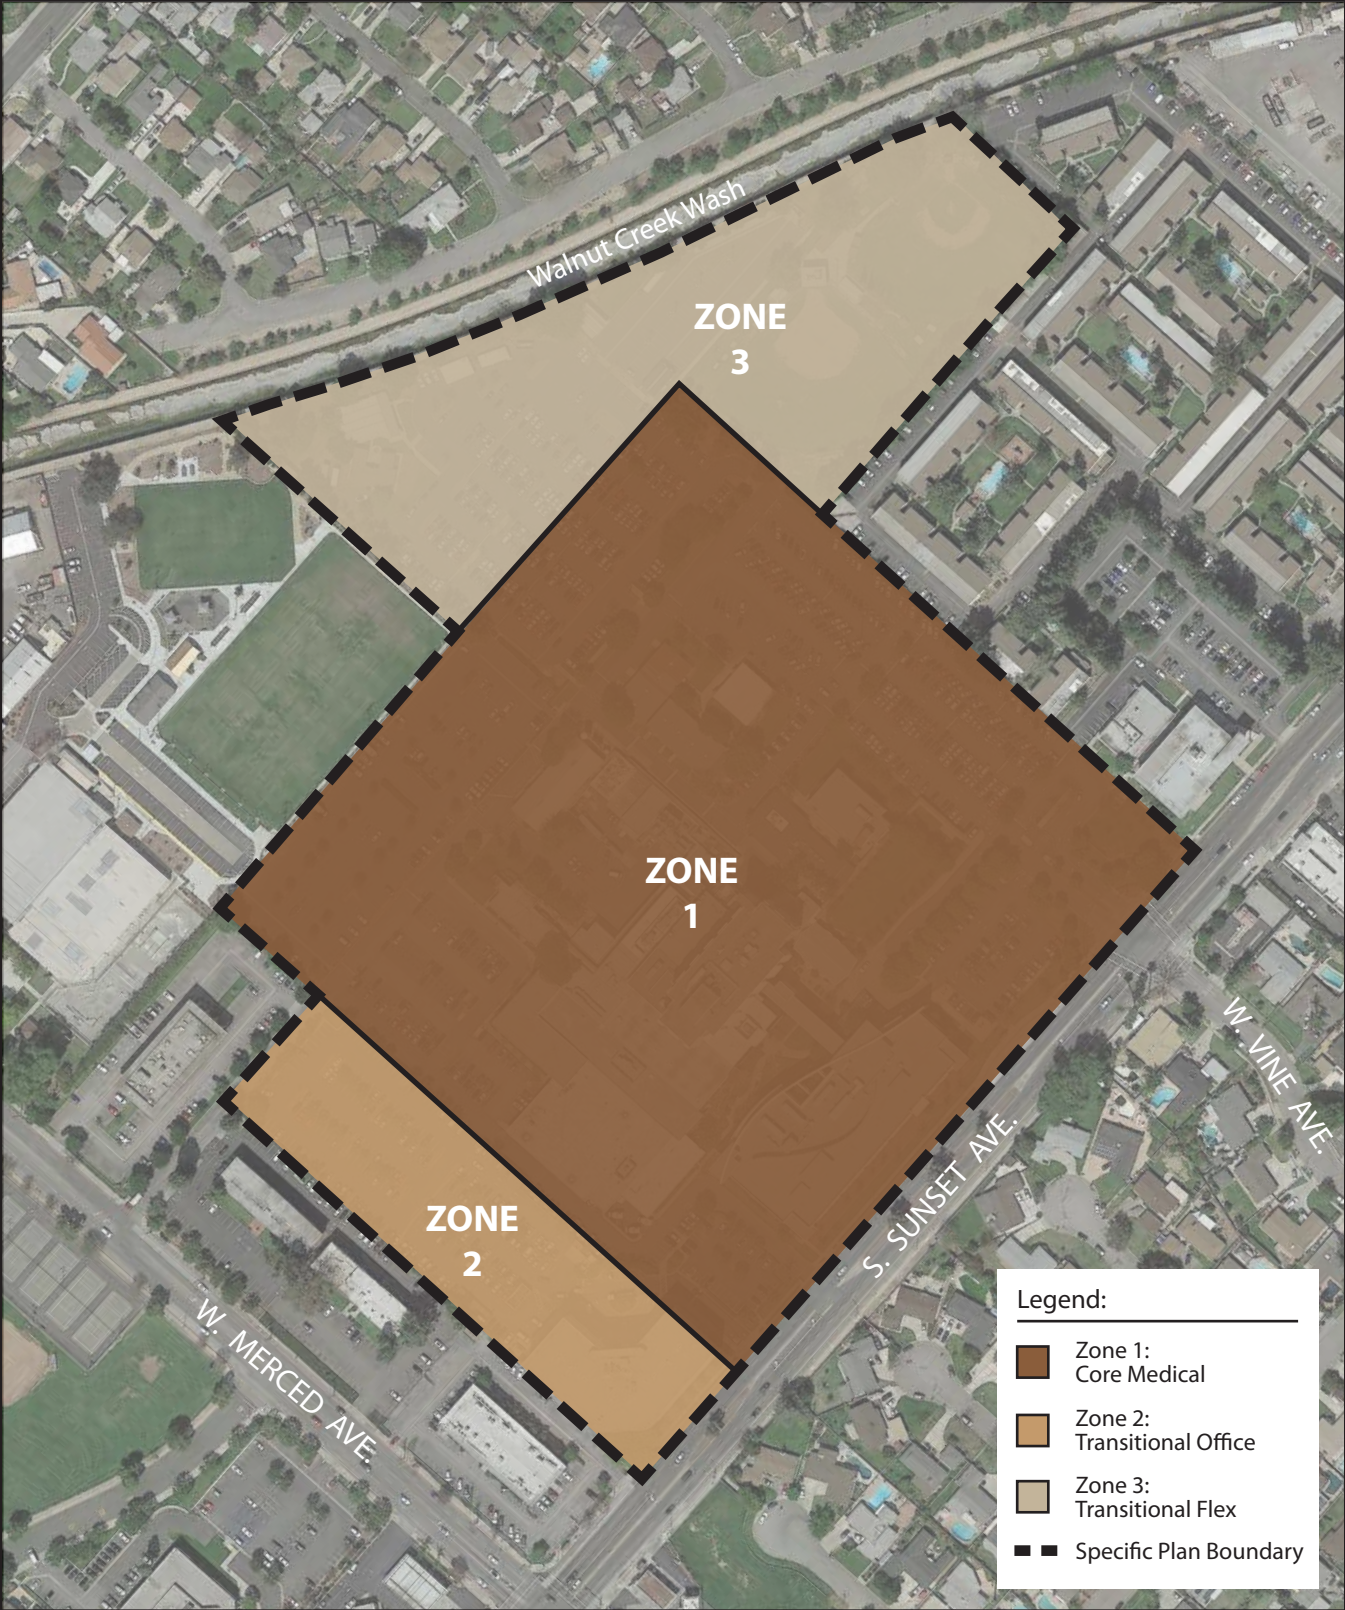 Walnut Creek Wash
ZONE
3
ZONE
1
W. VINE AVE.
S. SUNSET AVE.
ZONE
2
W. MERCED AVE.
Legend:
Zone 1:
Core Medical
Zone 2:
Transitional Office
Zone 3:
Transitional Flex
Specific Plan Boundary